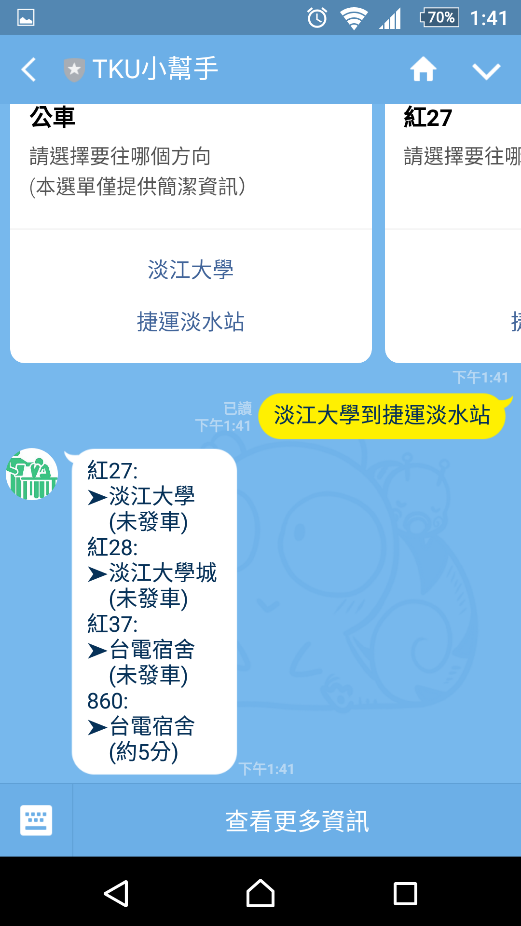 70% 1:41
TKU小幫手
公車
請選擇要往哪個方向
(本選單僅提供簡潔資訊)
淡江大學
捷運淡水站
紅27
請選擇要往哪
下午1:41
已讀
下午1:41
淡江大學到捷運淡水站
紅27:
➤淡江大學
(未發車)
紅28:
➤淡江大學城
(未發車)
紅37:
➤台電宿舍
(未發車)
860:
➤台電宿舍
(約5分)
下午1:41
查看更多資訊